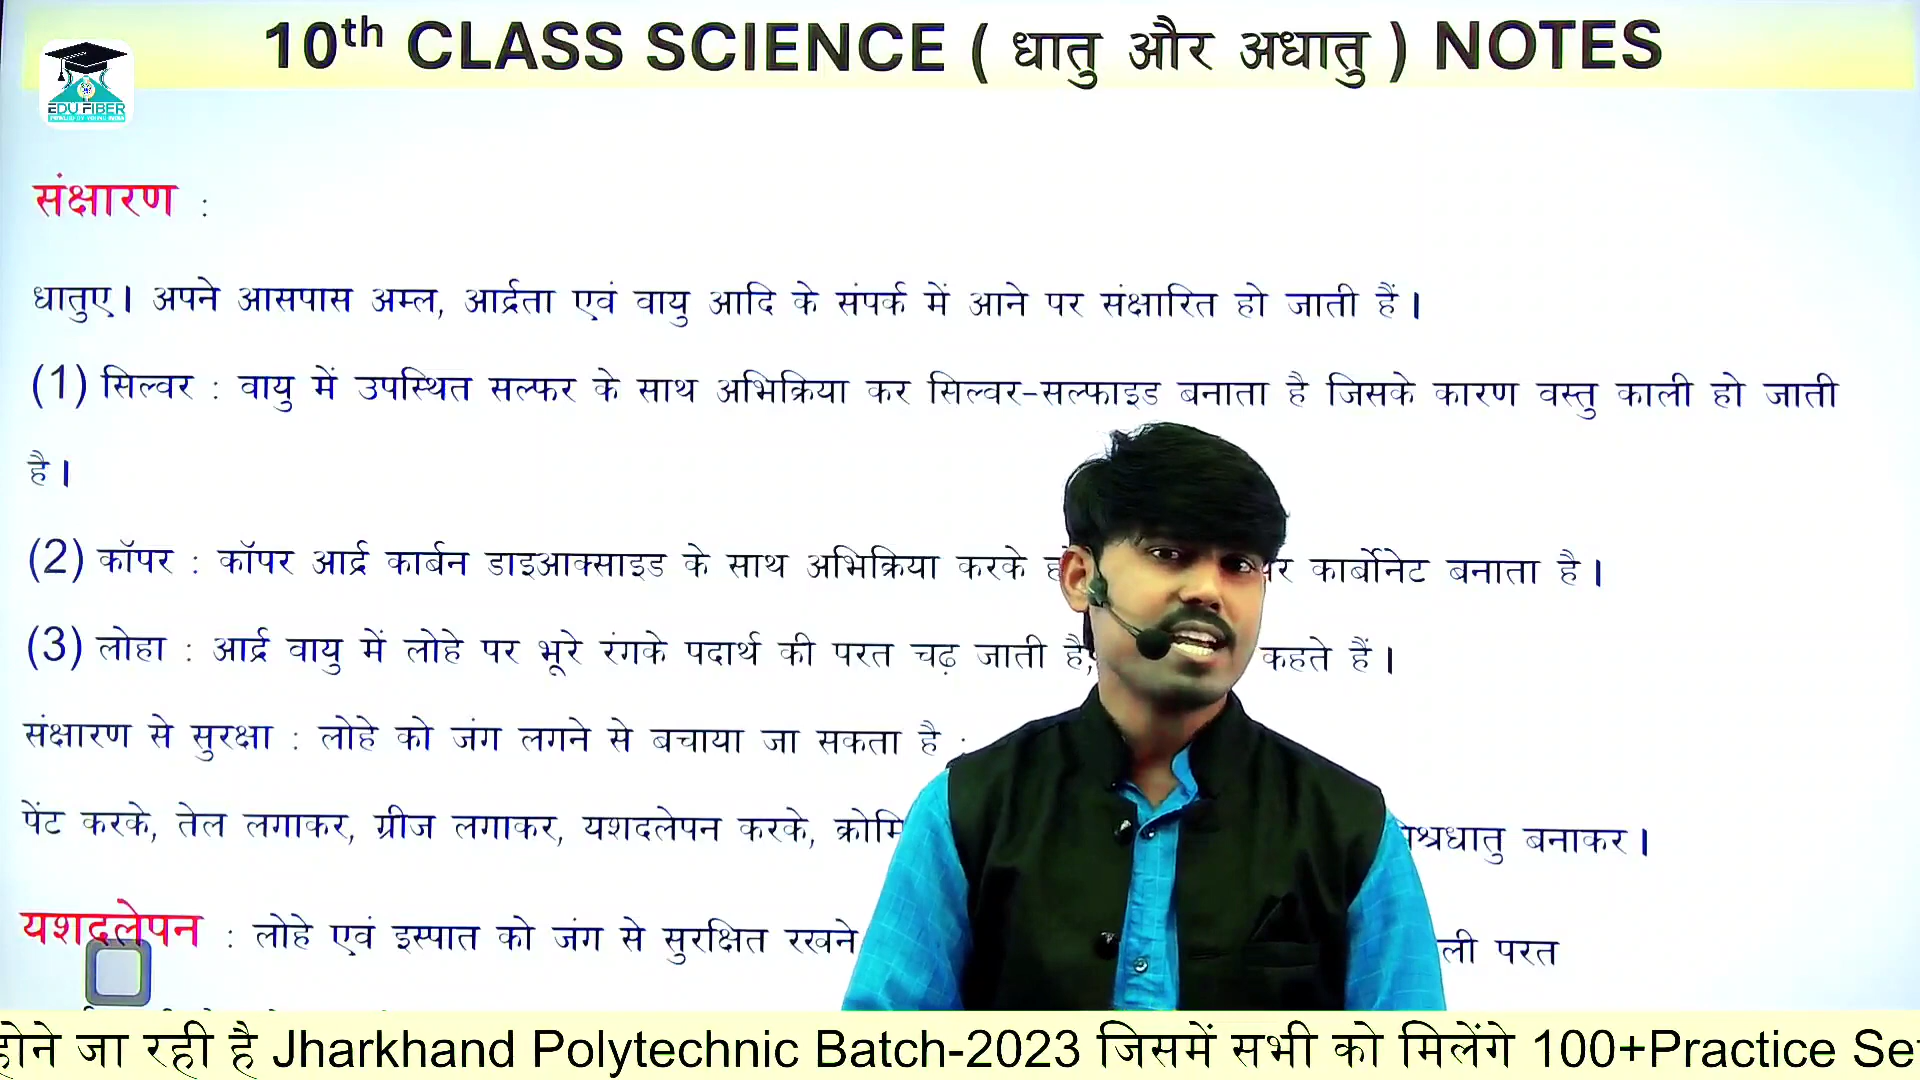 10th CLASS SCIENCE ( धातु और अधातु ) NOTES
EDU FIBER
संक्षारण :
धातुए। अपने आसपास अम्ल, आर्द्रता एवं वायु आदि के संपर्क में आने पर संक्षारित हो जाती हैं।
(1) सिल्वर : वायु में उपस्थित सल्फर के साथ अभिक्रिया कर सिल्वर-सल्फाइड बनाता है जिसके कारण वस्तु काली हो जाती
है।
(2) कॉपर : कॉपर आर्द्र कार्बन डाइआक्साइड के साथ अभिक्रिया करके कार्बोनेट बनाता है।
(3) लोहा : आर्द्र वायु में लोहे पर भूरे रंगके पदार्थ की परत चढ़ जाती है, कहते हैं।
संक्षारण से सुरक्षा : लोहे को जंग लगने से बचाया जा सकता है :
पेंट करके, तेल लगाकर, ग्रीज लगाकर, यशदलेपन करके, बनाकर।
यशदलेपन : लोहे एवं इस्पात को जंग से सुरक्षित रखने परत
होने जा रही है Jharkhand Polytechnic Batch-2023 जिसमें सभी को मिलेंगे 100+Practice